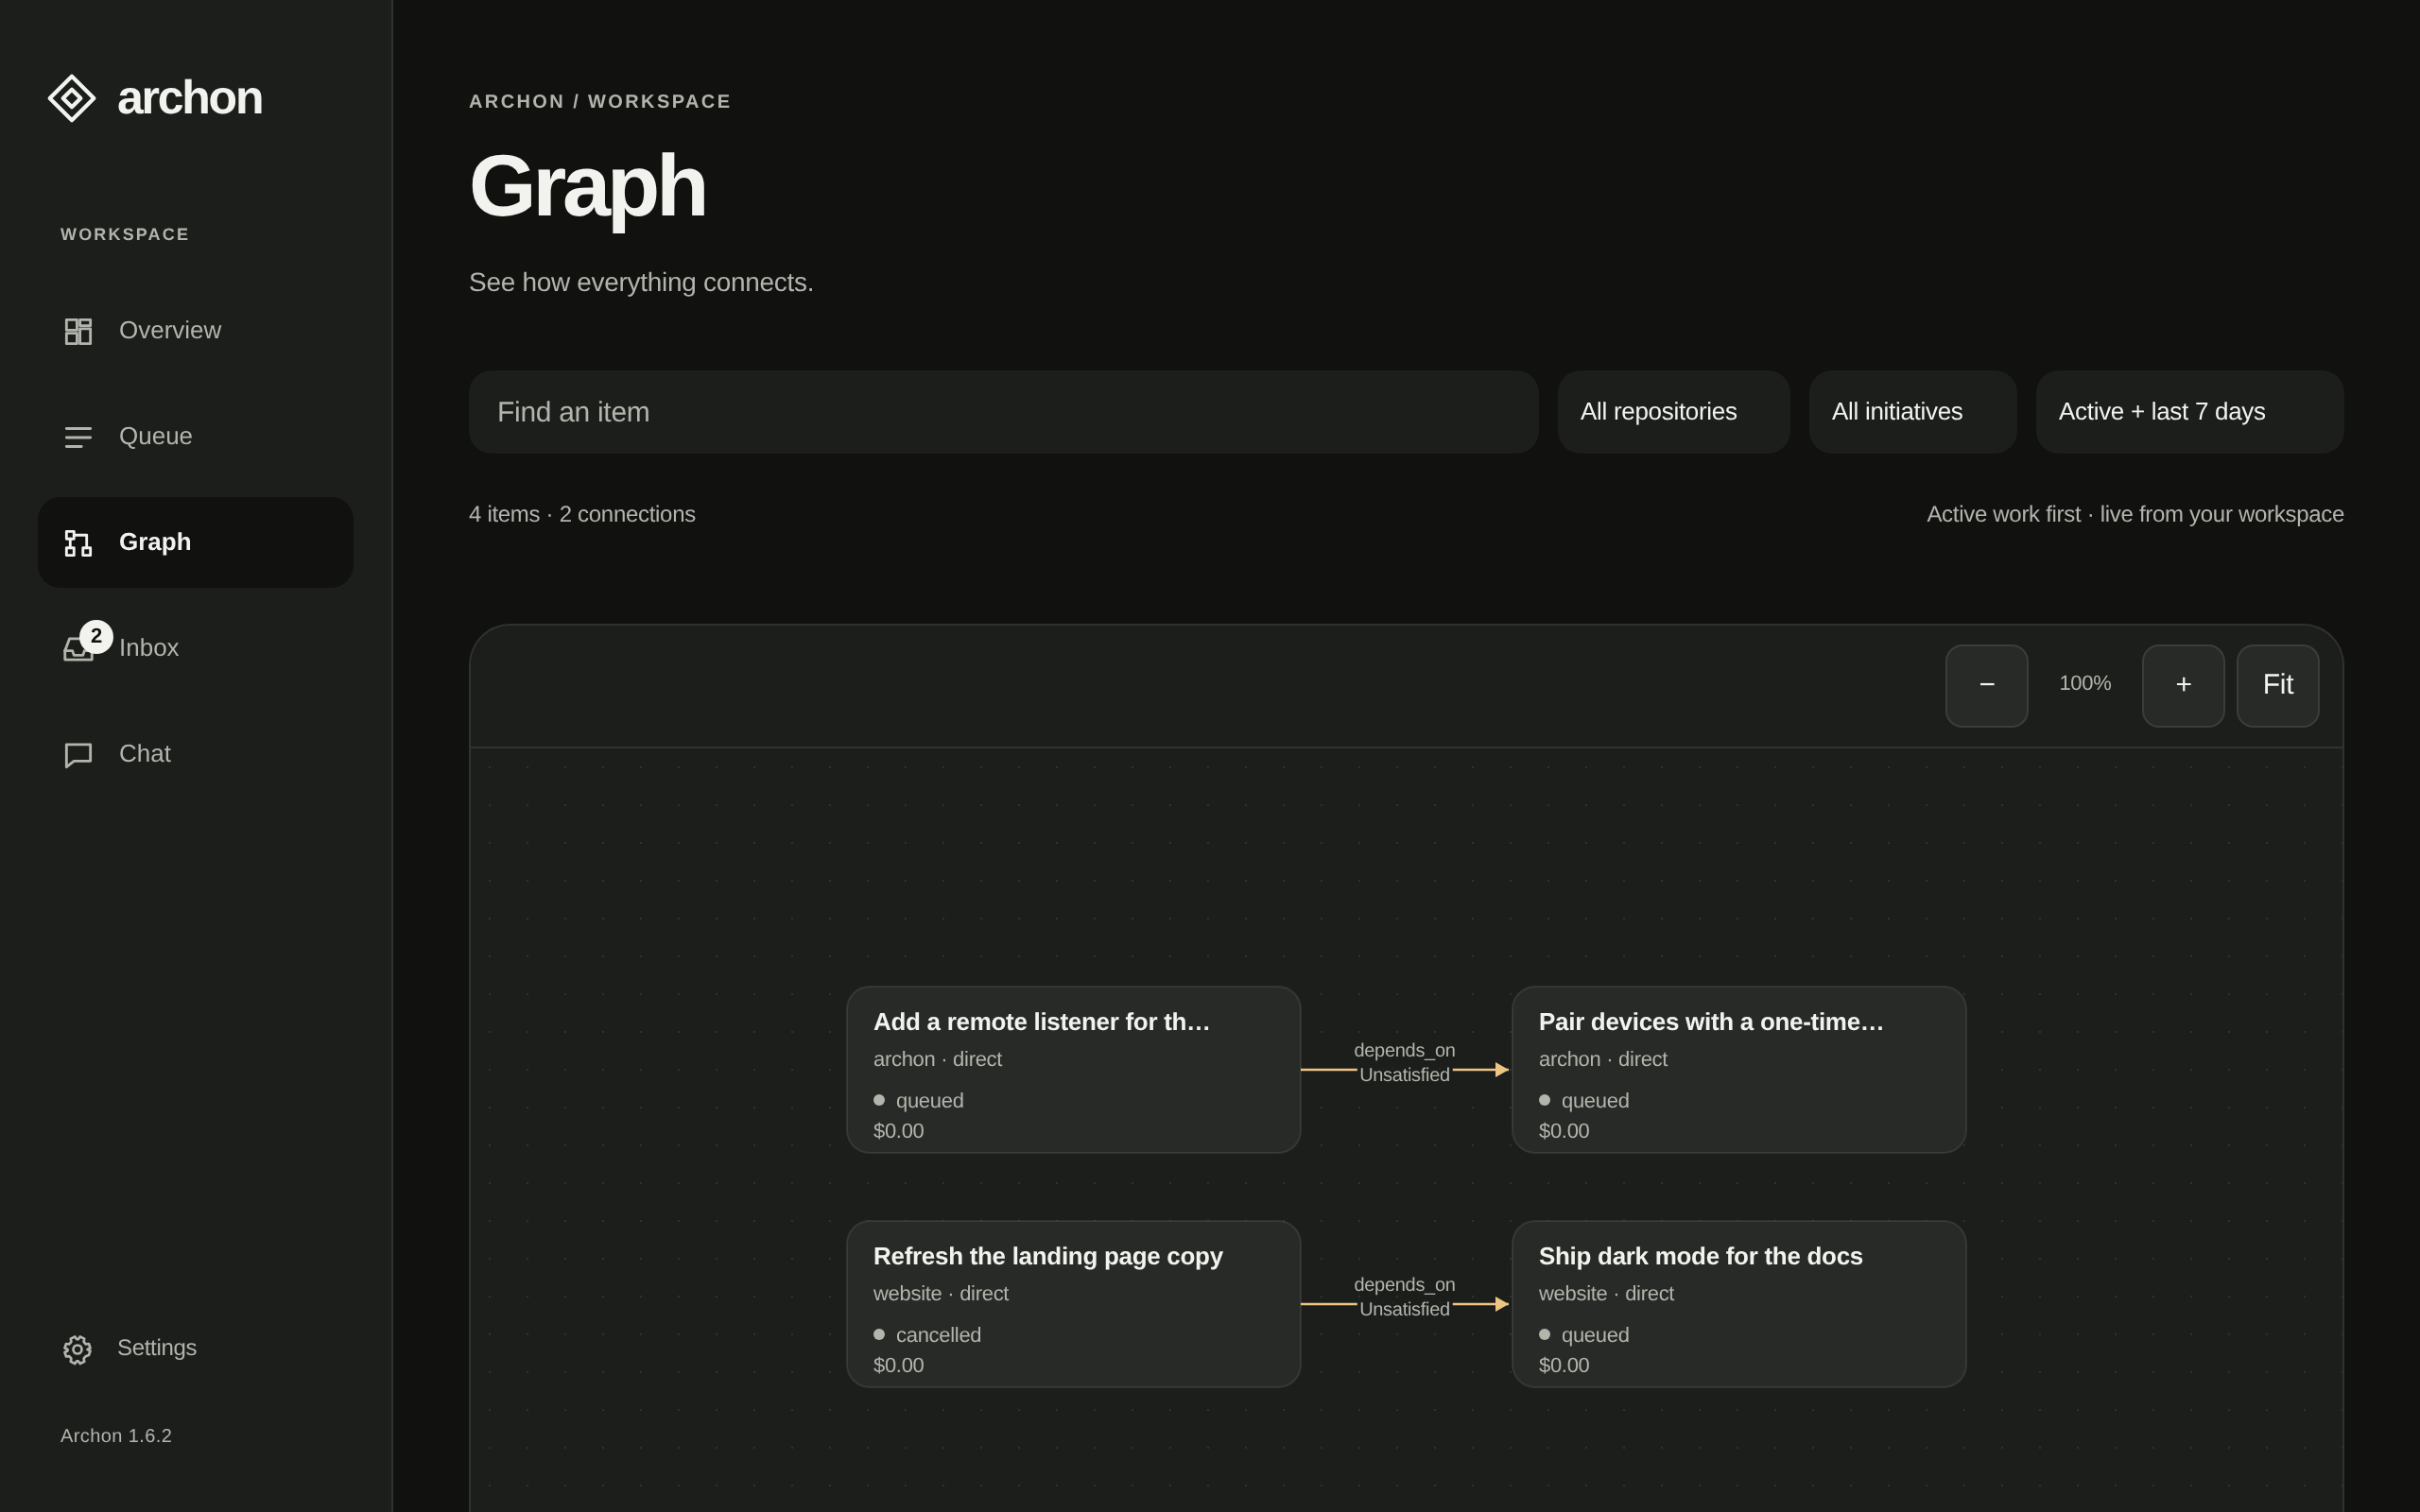 archon
WORKSPACE
Overview
Queue
Graph
2
Inbox
Chat
Settings
Archon 1.6.2
ARCHON / WORKSPACE
Graph
See how everything connects.
Find an item
All repositories
All initiatives
Active + last 7 days
4 items · 2 connections
Active work first · live from your workspace
−
100%
+
Fit
Add a remote listener for th…
archon · direct
queued
$0.00
depends_on
Unsatisfied
Pair devices with a one-time…
archon · direct
queued
$0.00
Refresh the landing page copy
website · direct
cancelled
$0.00
depends_on
Unsatisfied
Ship dark mode for the docs
website · direct
queued
$0.00